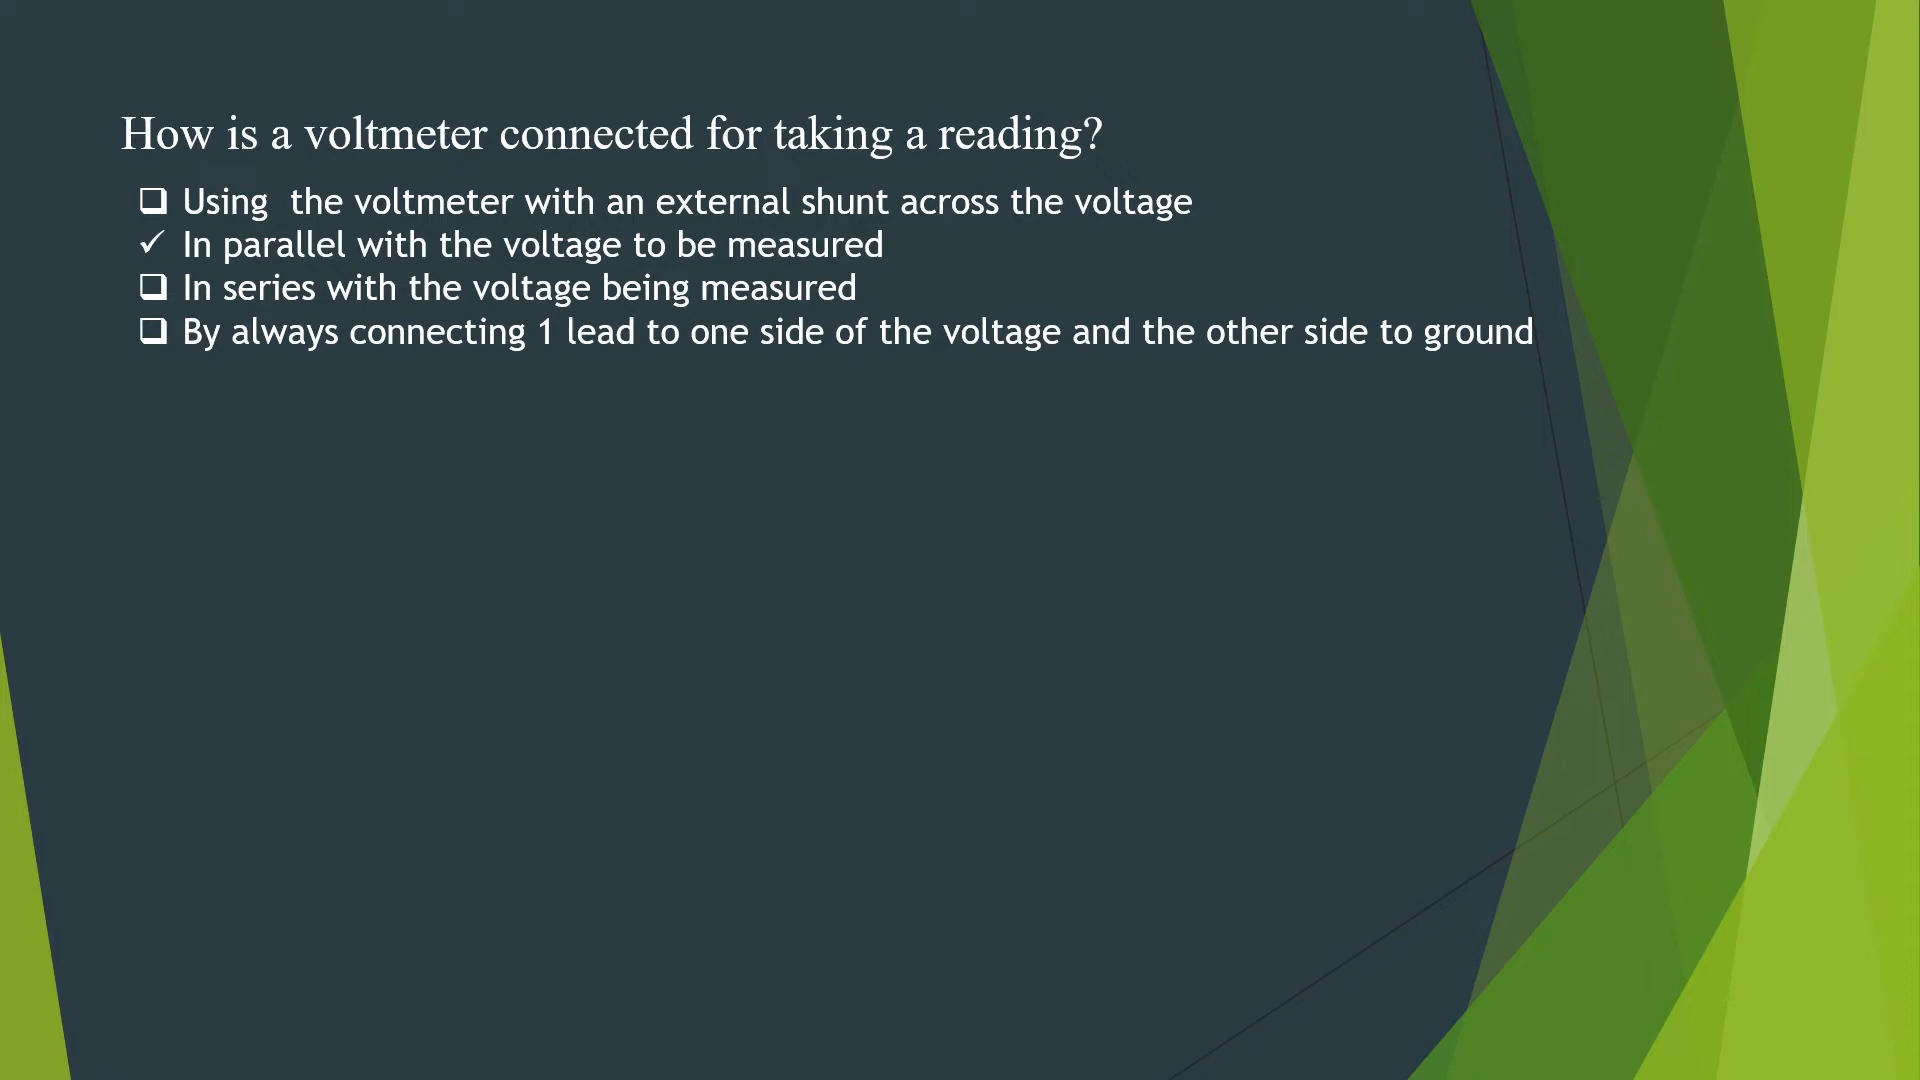 How is a voltmeter connected for taking a reading?
❑ Using  the voltmeter with an external shunt across the voltage
✓ In parallel with the voltage to be measured
❑ In series with the voltage being measured
❑ By always connecting 1 lead to one side of the voltage and the other side to ground